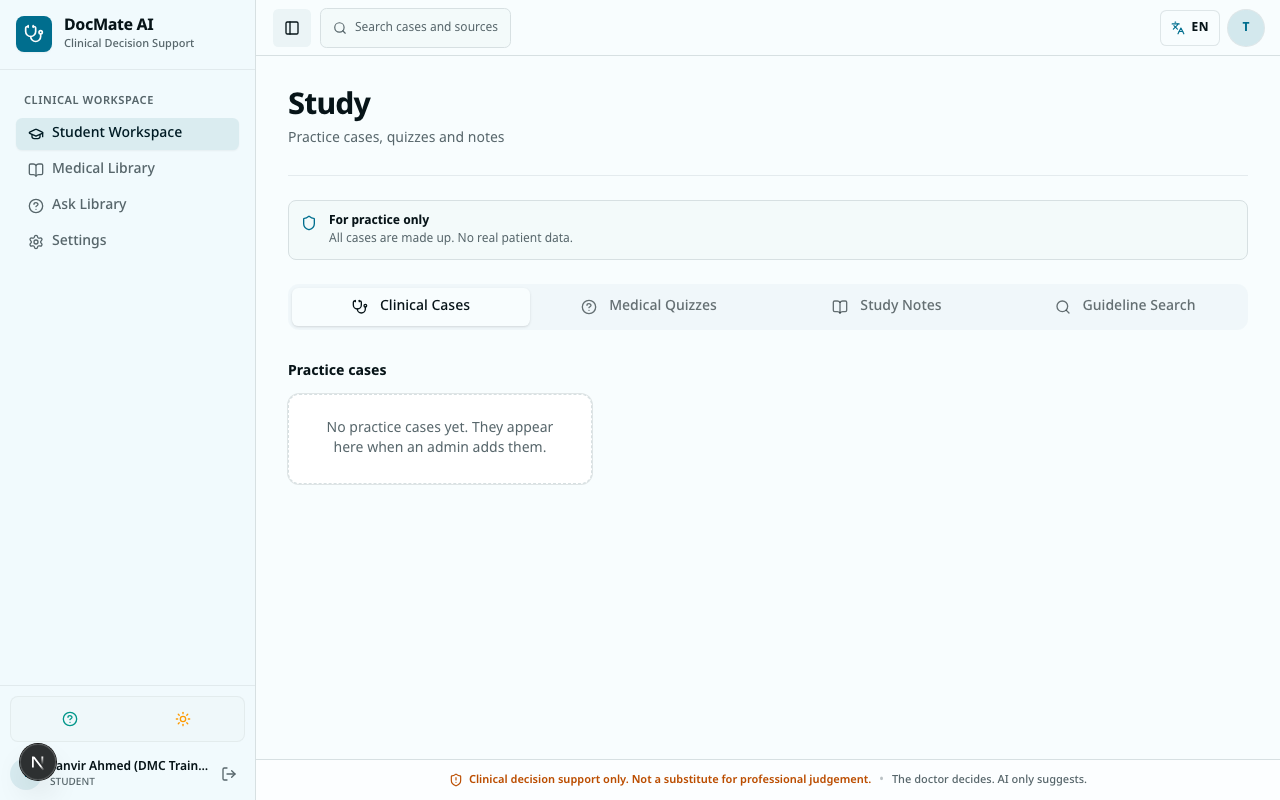 DocMate AI
Clinical Decision Support
CLINICAL WORKSPACE
Student Workspace
Medical Library
Ask Library
Settings
anvir Ahmed (DMC Train...
STUDENT
Search cases and sources
EN
T
Study
Practice cases, quizzes and notes
For practice only
All cases are made up. No real patient data.
Clinical Cases
Medical Quizzes
Study Notes
Guideline Search
Practice cases
No practice cases yet. They appear
here when an admin adds them.
Clinical decision support only. Not a substitute for professional judgement. • The doctor decides. AI only suggests.
N